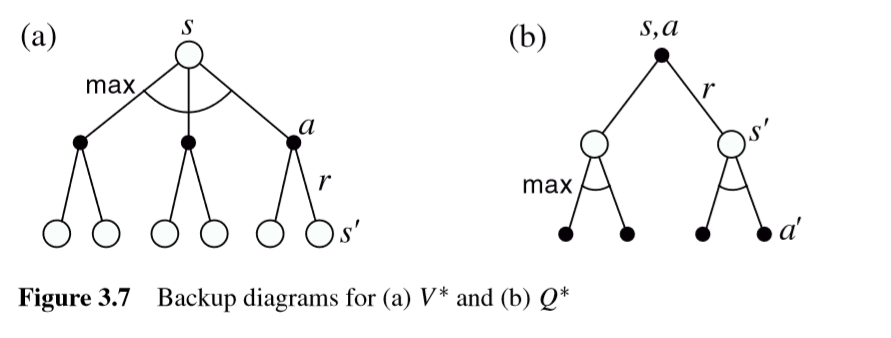 (a)
s
max
a
r
s′
(b)
s,a
r
s′
max
a′
Figure 3.7 Backup diagrams for (a) V* and (b) Q*